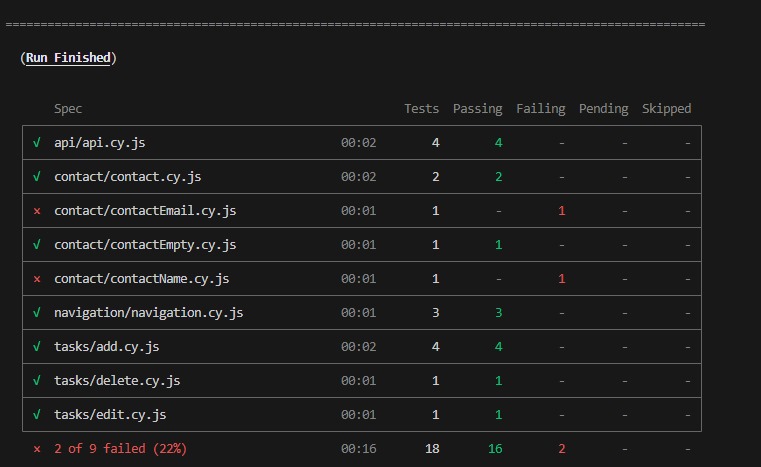 ====================================================================================================
(Run Finished)
Spec Tests Passing Failing Pending Skipped
√ api/api.cy.js 00:02 4 4 - - -
√ contact/contact.cy.js 00:02 2 2 - - -
× contact/contactEmail.cy.js 00:01 1 - 1 - -
√ contact/contactEmpty.cy.js 00:01 1 1 - - -
× contact/contactName.cy.js 00:01 1 - 1 - -
√ navigation/navigation.cy.js 00:01 3 3 - - -
√ tasks/add.cy.js 00:02 4 4 - - -
√ tasks/delete.cy.js 00:01 1 1 - - -
√ tasks/edit.cy.js 00:01 1 1 - - -
× 2 of 9 failed (22%) 00:16 18 16 2 - -